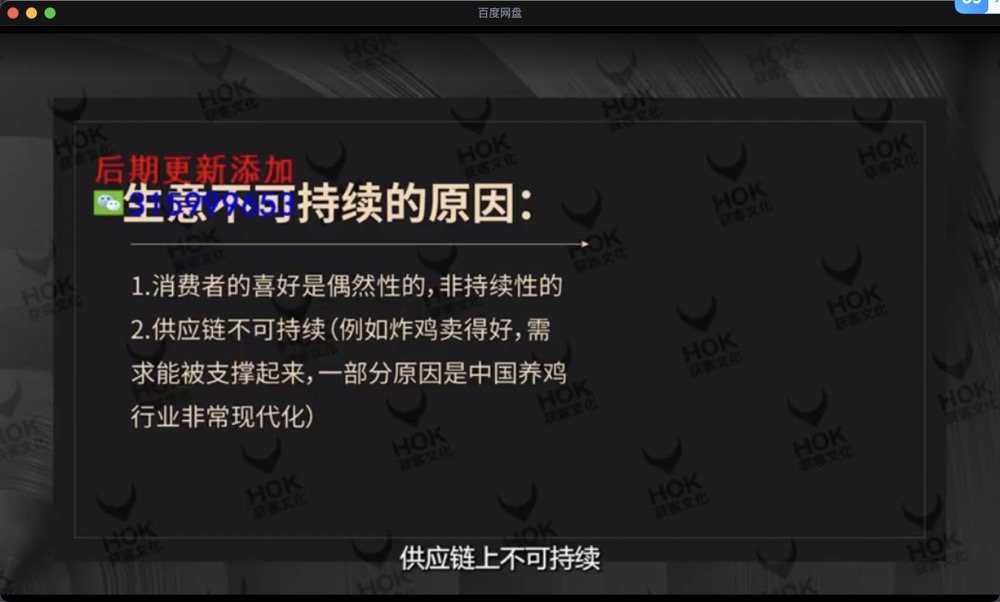 百度网盘
后期更新添加
生意不可持续的原因：
315999653
1.消费者的喜好是偶然性的，非持续性的
2.供应链不可持续（例如炸鸡卖得好，需
求能被支撑起来，一部分原因是中国养鸡
行业非常现代化）
供应链上不可持续
HOK
获客文化